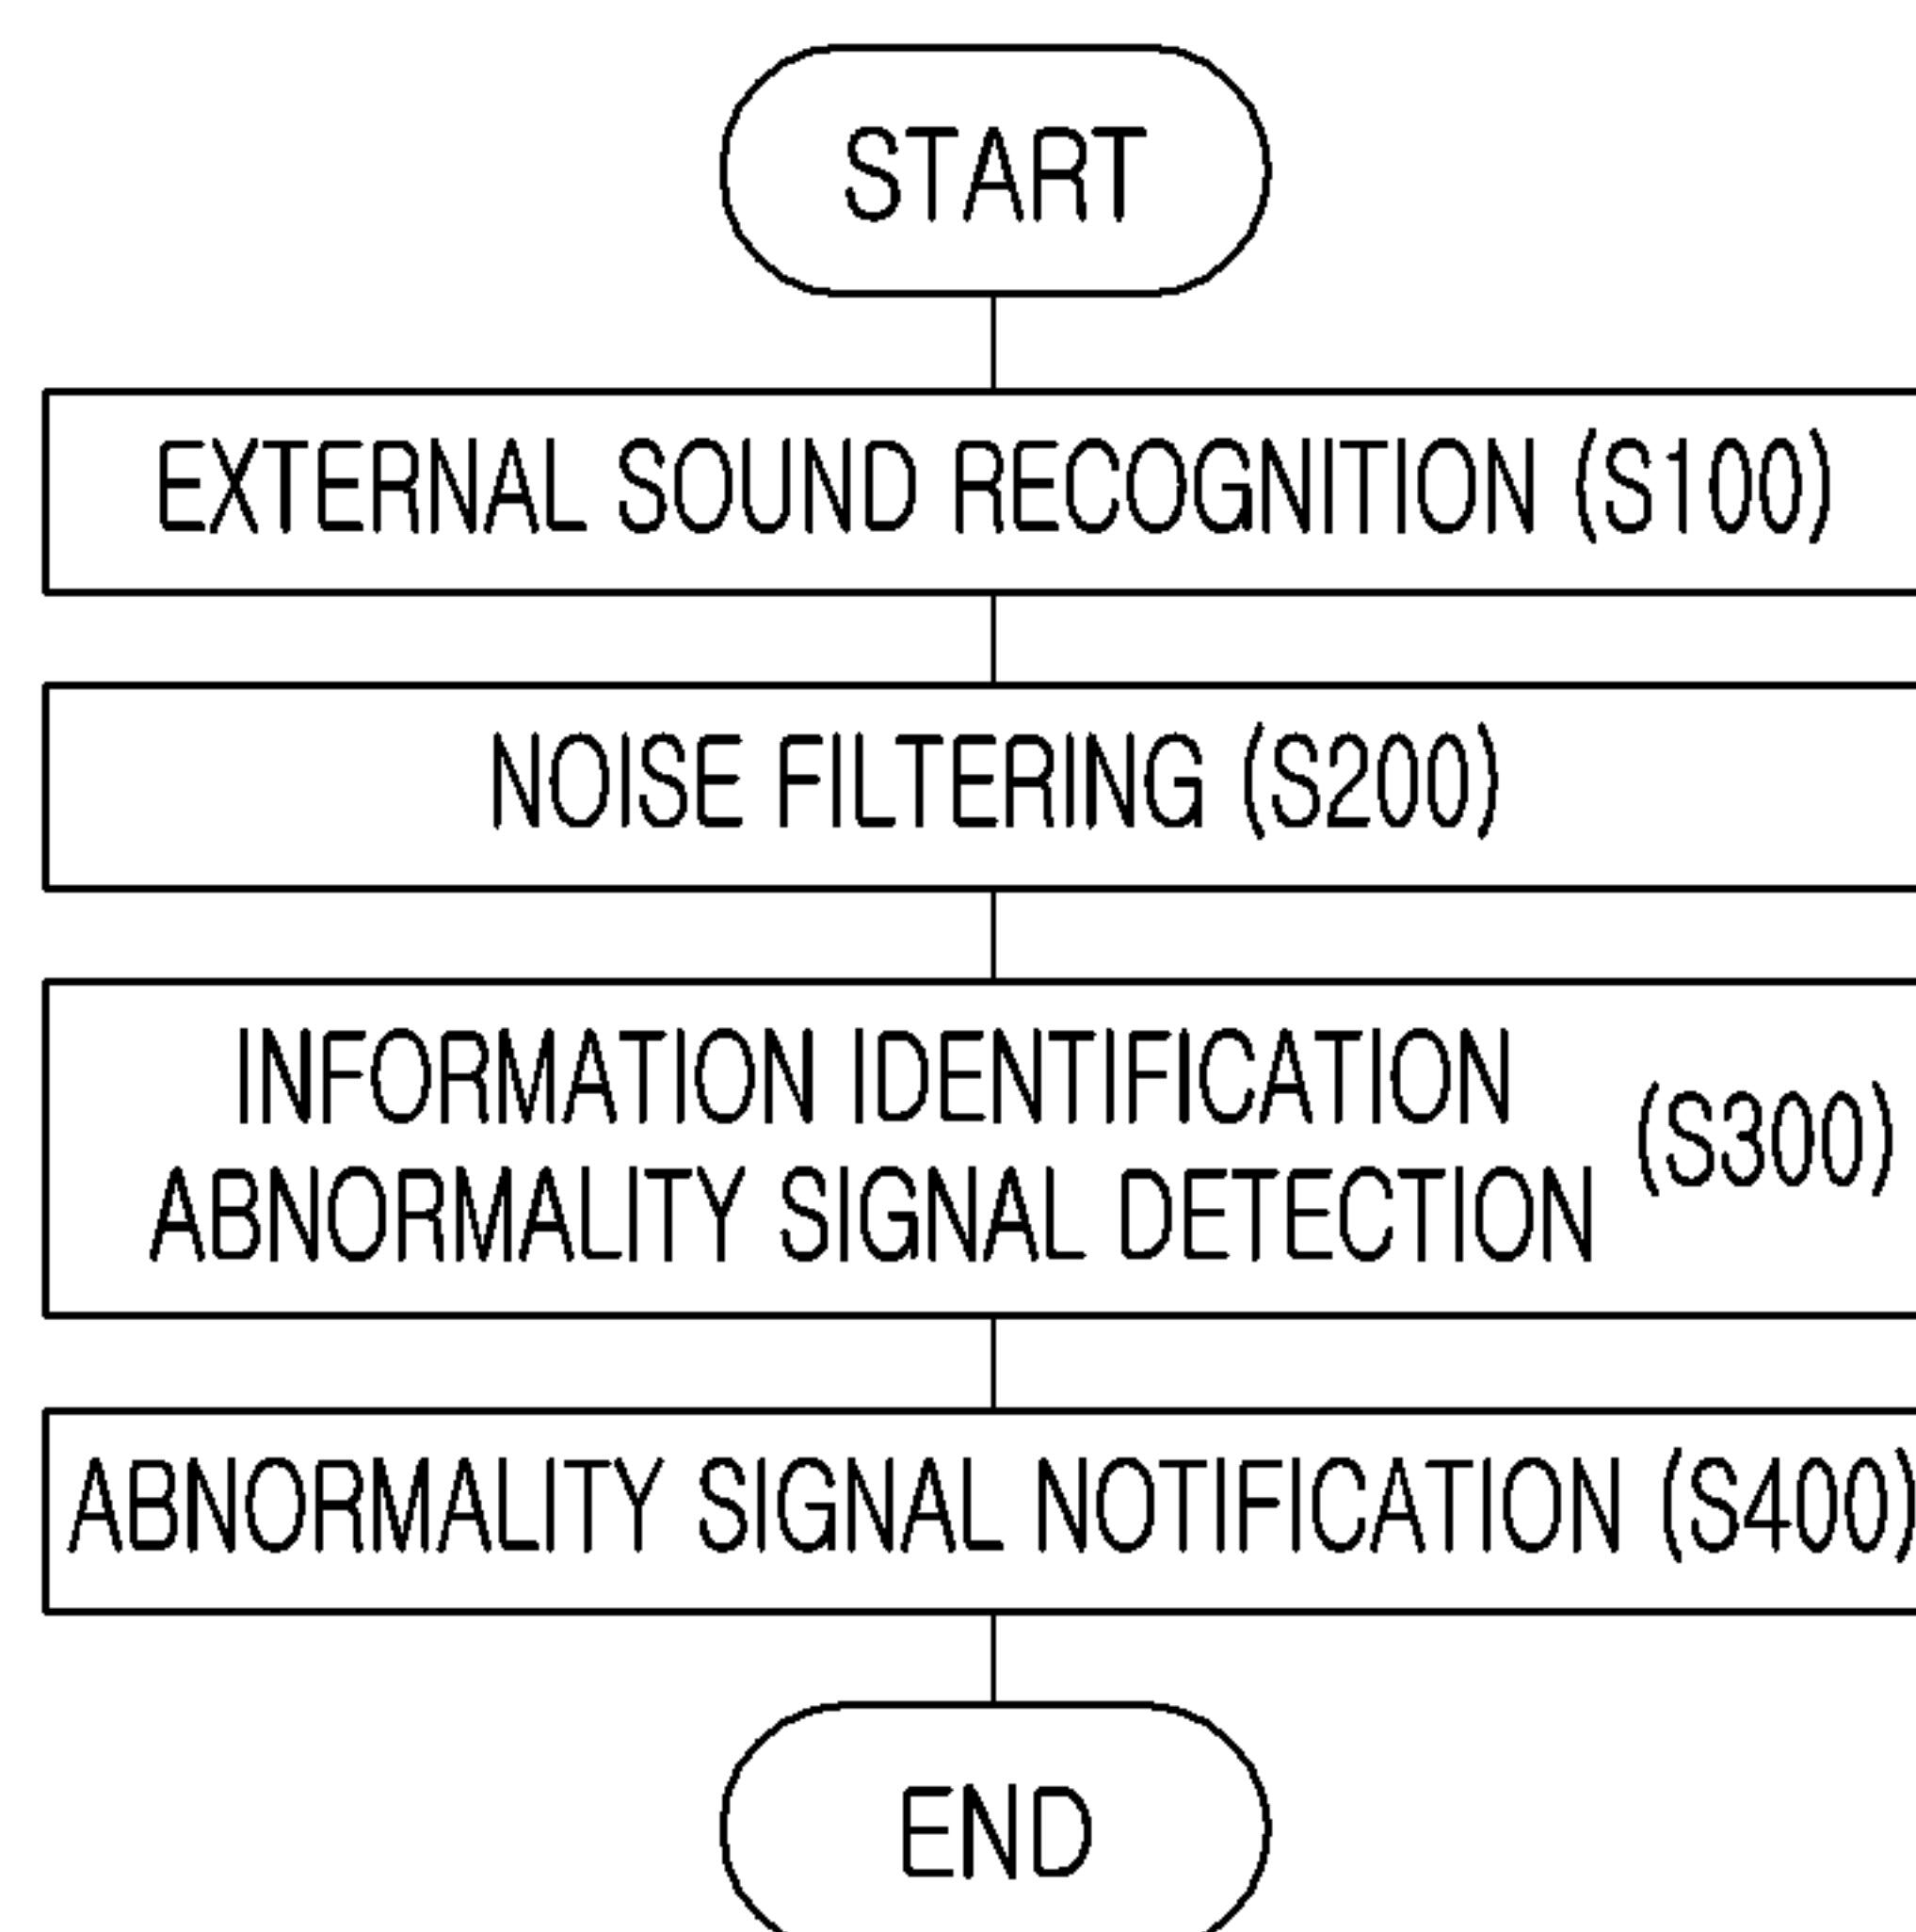 START
EXTERNAL SOUND RECOGNITION (S100)
NOISE FILTERING (S200)
INFORMATION IDENTIFICATION
ABNORMALITY SIGNAL DETECTION
(S300)
ABNORMALITY SIGNAL NOTIFICATION (S400)
END